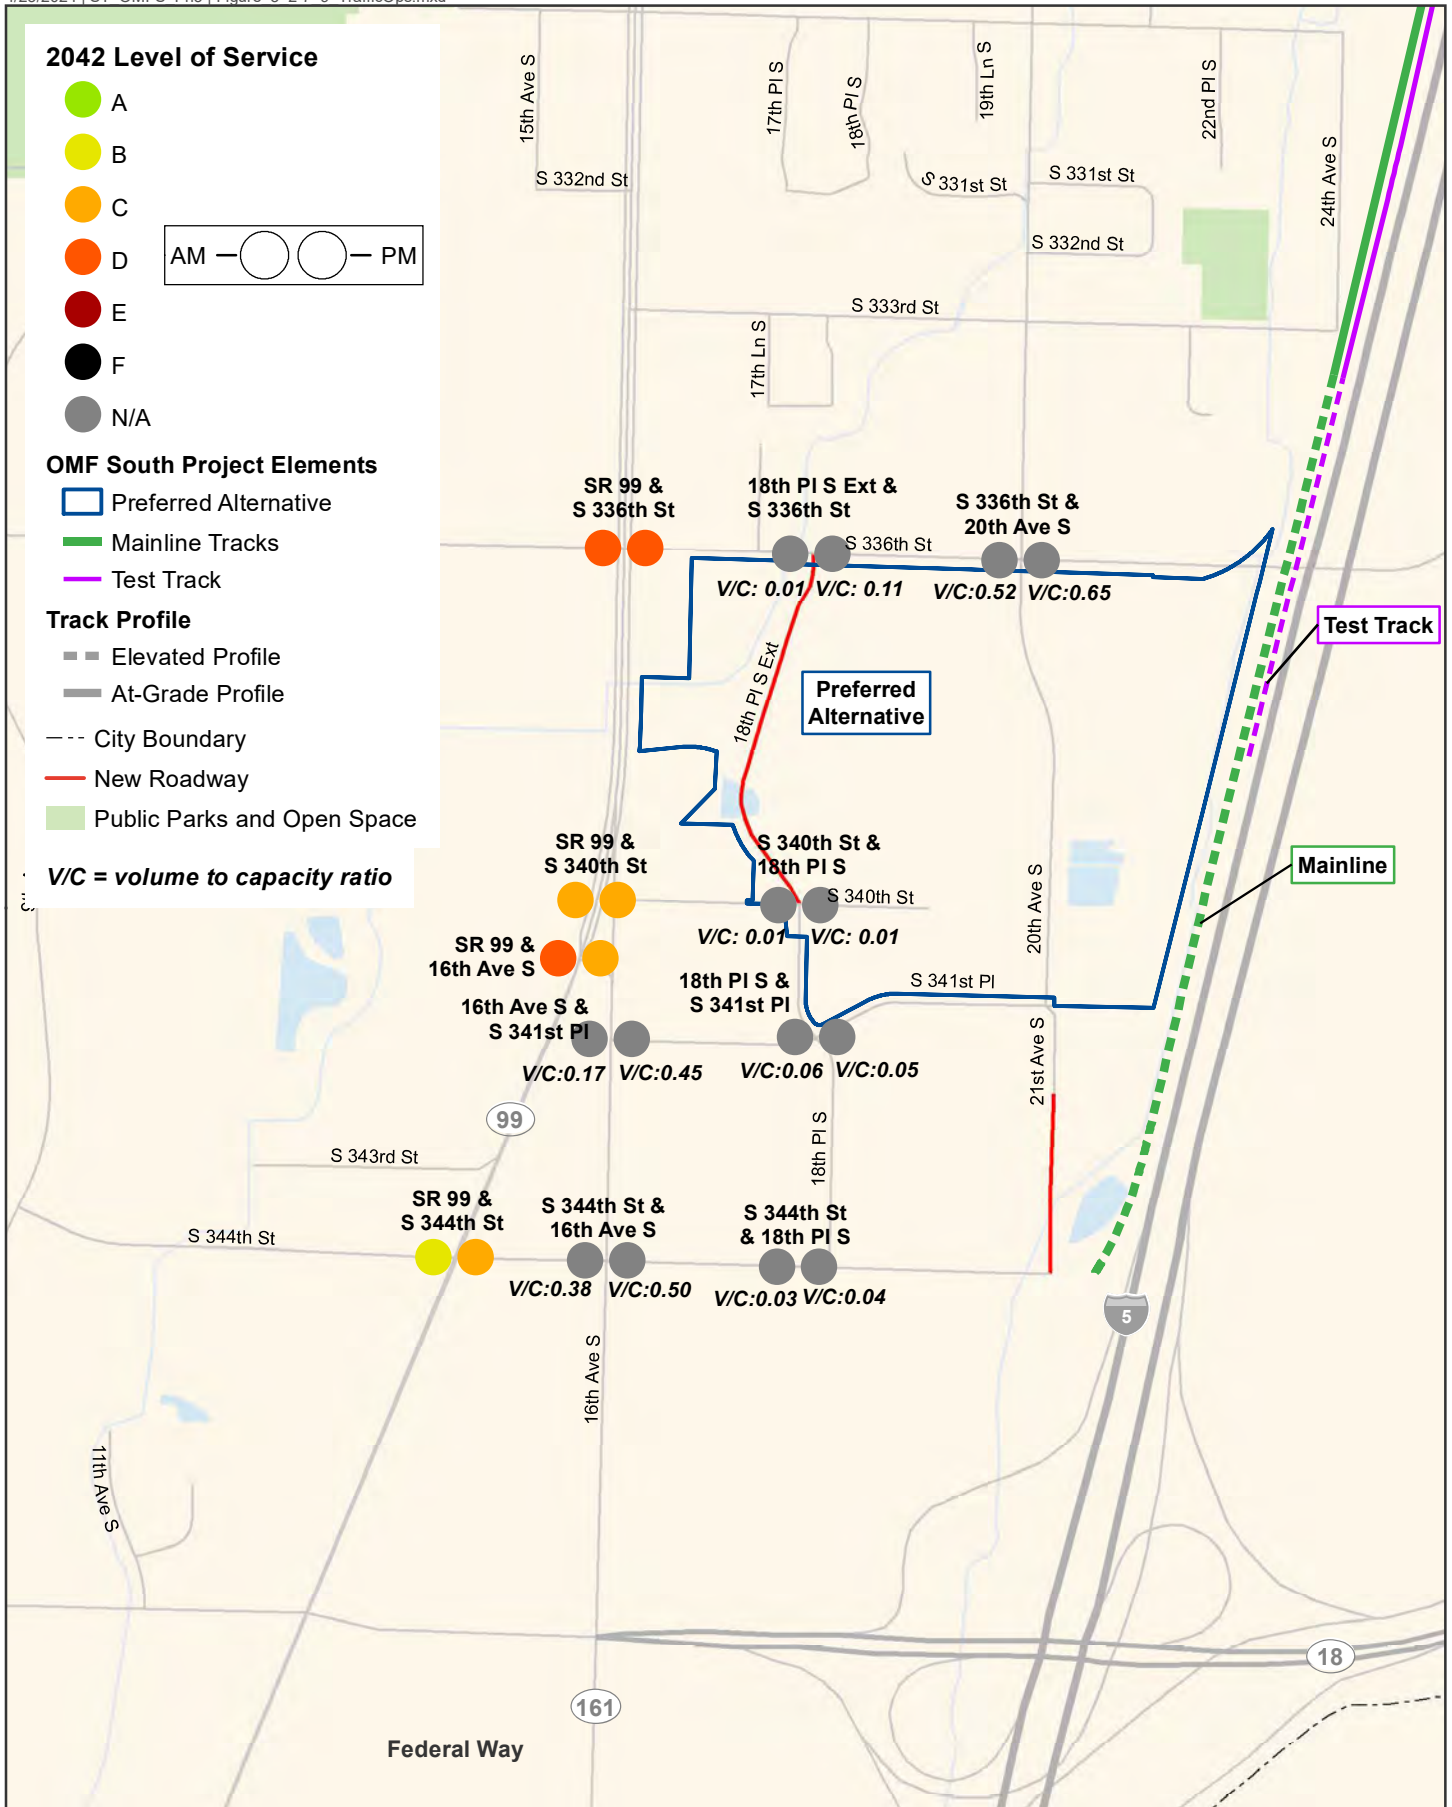 2042 Level of Service
A
B
C
D
E
F
N/A
AM
PM
OMF South Project Elements
Preferred Alternative
Mainline Tracks
Test Track
Track Profile
Elevated Profile
At-Grade Profile
City Boundary
New Roadway
Public Parks and Open Space
V/C = volume to capacity ratio
15th Ave S
17th Pl S
18th Pl S
19th Ln S
22nd Pl S
24th Ave S
S 332nd St
S 331st St
S 331st St
S 332nd St
S 333rd St
17th Ln S
SR 99 &
S 336th St
18th Pl S Ext &
S 336th St
S 336th St &
20th Ave S
S 336th St
V/C: 0.01
V/C: 0.11
V/C:0.52
V/C:0.65
Test Track
18th Pl S Ext
Preferred
Alternative
SR 99 &
S 340th St
S 340th St &
18th Pl S
S 340th St
V/C: 0.01
V/C: 0.01
20th Ave S
Mainline
SR 99 &
16th Ave S
16th Ave S &
S 341st Pl
V/C:0.17
V/C:0.45
18th Pl S &
S 341st Pl
S 341st Pl
V/C:0.06
V/C:0.05
21st Ave S
99
18th Pl S
S 343rd St
SR 99 &
S 344th St
S 344th St &
16th Ave S
S 344th St
& 18th Pl S
S 344th St
V/C:0.38
V/C:0.50
V/C:0.03
V/C:0.04
5
16th Ave S
11th Ave S
18
161
Federal Way